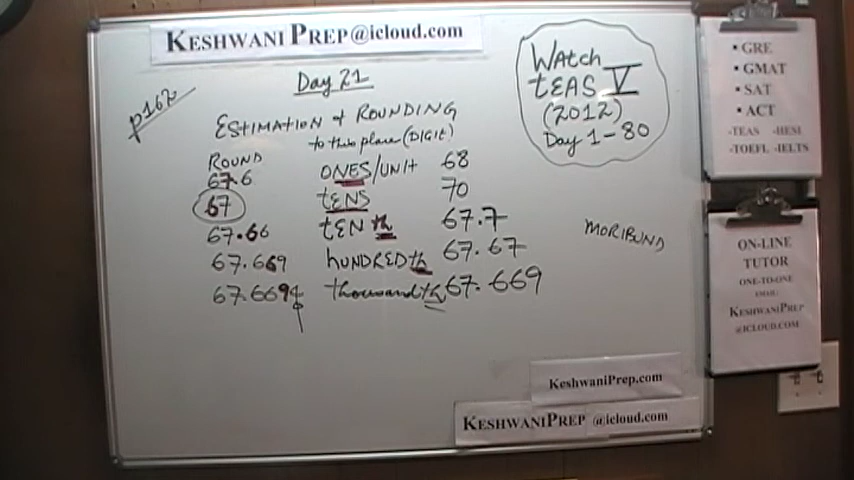 KESHWANI PREP@icloud.com
Day 21
p162
ESTIMATION & ROUNDING
to this place (DIGIT)
ROUND
67.6 ONES/UNIT 68
67 tENS 70
67.66 tENth 67.7
67.669 hUNDREDth 67.67
67.6694 thousandth 67.669
WAtch
tEAS V
(2012)
Day 1-80
MORIBUND
• GRE
• GMAT
• SAT
• ACT
-TEAS -HESI
-TOEFL -IELTS
ON-LINE
TUTOR
ONE-TO-ONE
EMAIL:
KESHWANIPREP
@ICLOUD.COM
KeshwaniPrep.com
KESHWANIPREP @icloud.com